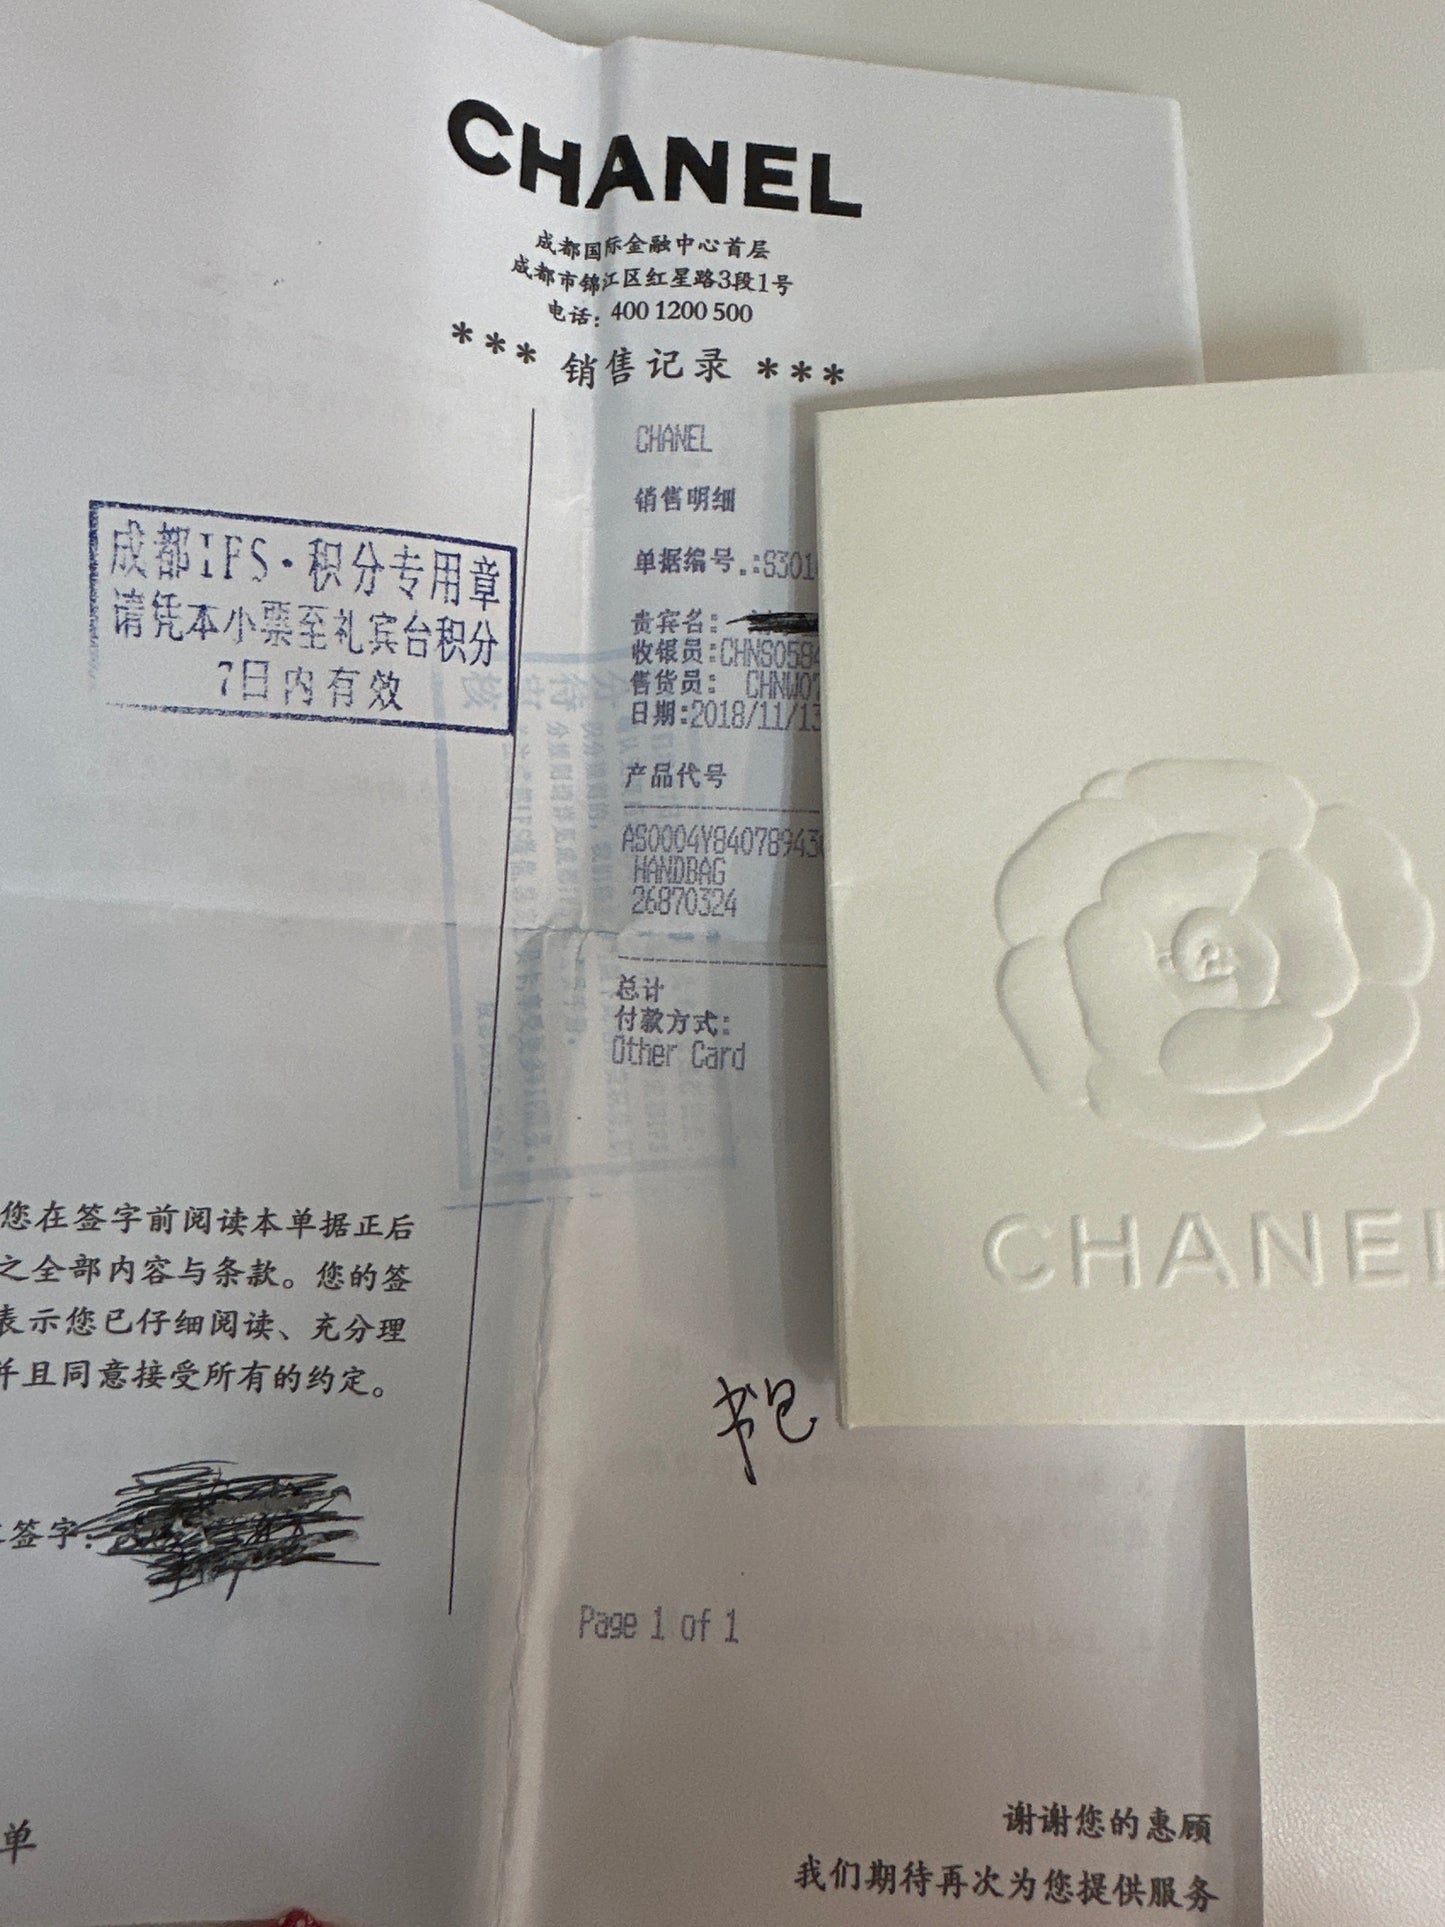 CHANEL
成都国际金融中心首层
成都市锦江区红星路3段1号
电话：400 1200 500
*** 销售记录 ***
CHANEL
销售明细
单据编号.:S301
贵宾名:
收银员:CHNS0584
售货员: CHNW07
日期:2018/11/13
产品代号
AS0004Y84078943
HANDBAG
26870324
总计
付款方式:
Other Card
成都IFS·积分专用章
请凭本小票至礼宾台积分
7日内有效
您在签字前阅读本单据正后
之全部内容与条款。您的签
表示您已仔细阅读、充分理
并且同意接受所有的约定。
签字:
书包
Page 1 of 1
单
谢谢您的惠顾
我们期待再次为您提供服务
CHANEL